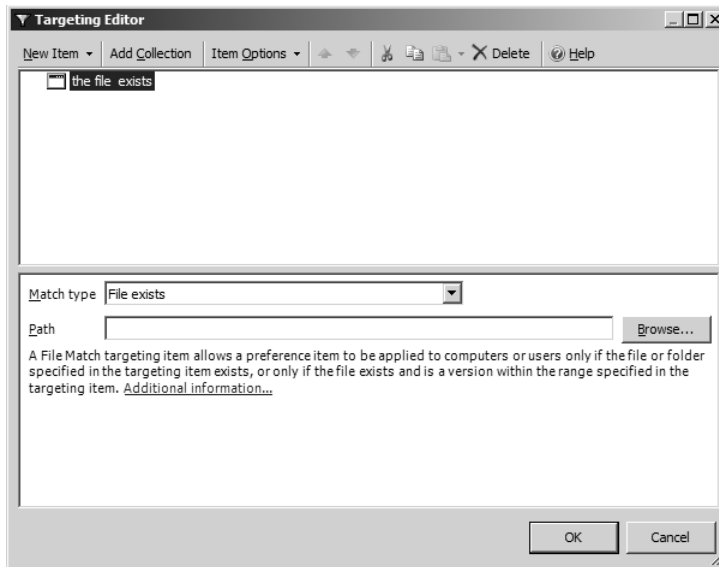 Targeting Editor
New Item Add Collection Item Options Delete Help
the file exists
Match type File exists
Path Browse...
A File Match targeting item allows a preference item to be applied to computers or users only if the file or folder
specified in the targeting item exists, or only if the file exists and is a version within the range specified in the
targeting item. Additional information...
OK Cancel